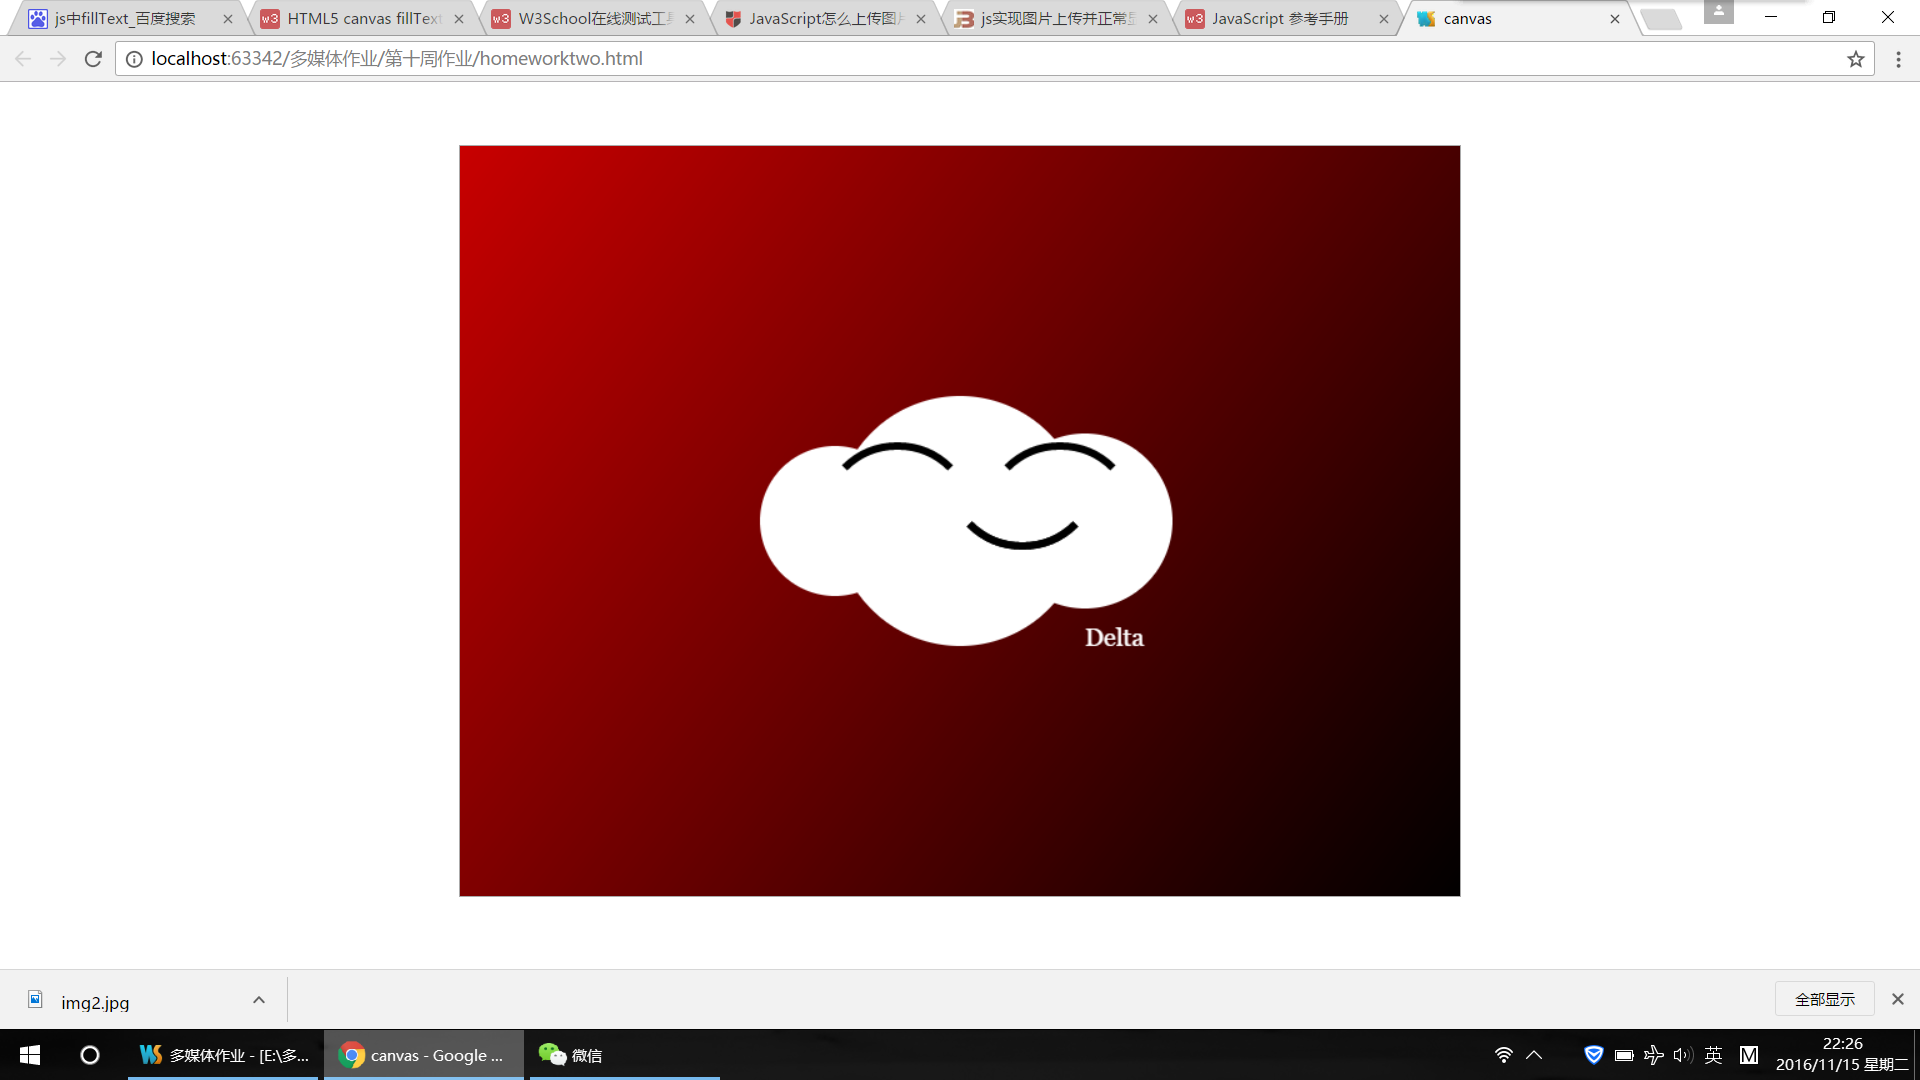 js中fillText_百度搜索
HTML5 canvas fillText
W3School在线测试工具
JavaScript怎么上传图片
js实现图片上传并正常显
JavaScript 参考手册
canvas
localhost:63342/多媒体作业/第十周作业/homeworktwo.html
Delta
img2.jpg
全部显示
多媒体作业 - [E:\多...
canvas - Google ...
微信
英
M
22:26
2016/11/15 星期二